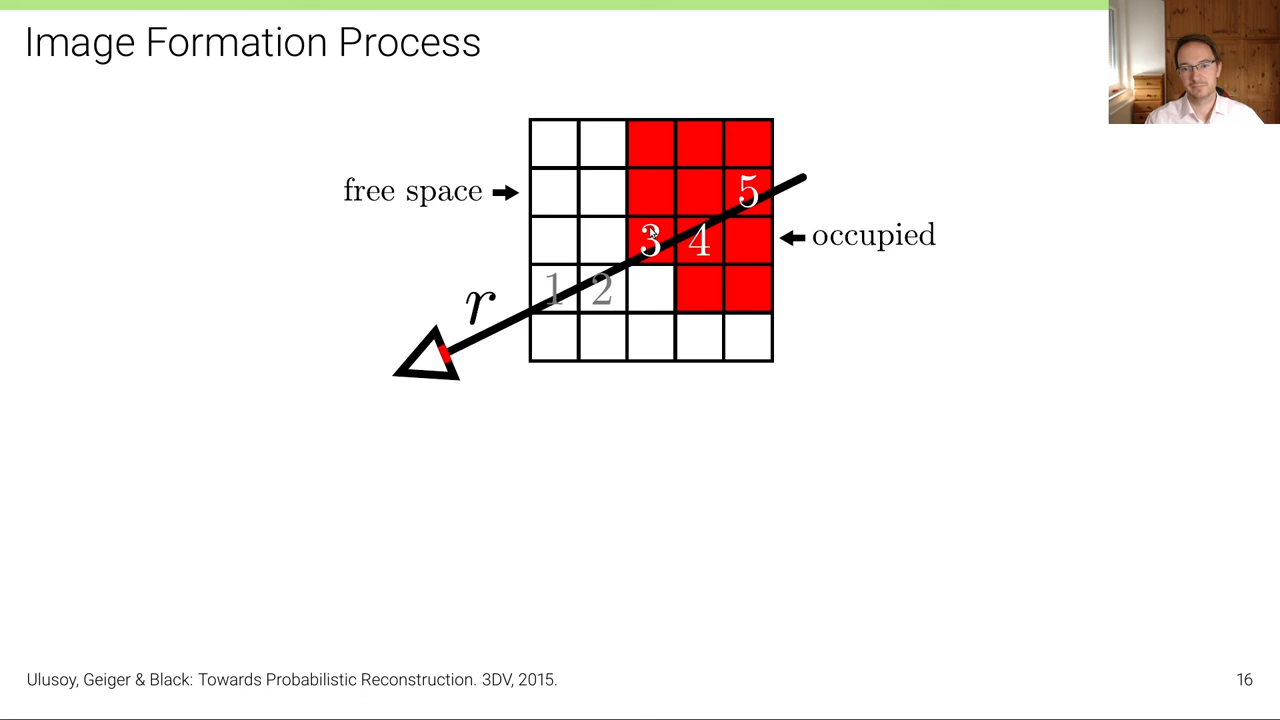 Image Formation Process
free space
5
3 4
occupied
1 2
r
Ulusoy, Geiger & Black: Towards Probabilistic Reconstruction. 3DV, 2015.
16